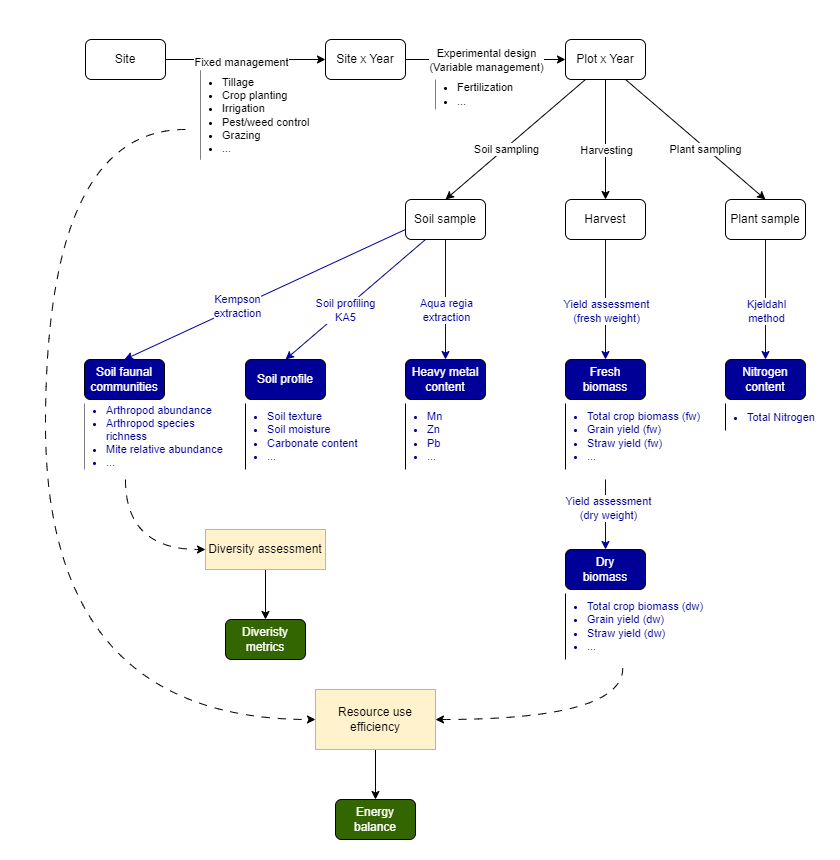 Site
Fixed management
Site x Year
Experimental design
(Variable management)
Plot x Year
• Tillage
• Crop planting
• Irrigation
• Pest/weed control
• Grazing
• ...
• Fertilization
• ...
Soil sampling
Harvesting
Plant sampling
Soil sample
Harvest
Plant sample
Kempson
extraction
Soil profiling
KA5
Aqua regia
extraction
Yield assessment
(fresh weight)
Kjeldahl
method
Soil faunal
communities
Soil profile
Heavy metal
content
Fresh
biomass
Nitrogen
content
• Arthropod abundance
• Arthropod species
richness
• Mite relative abundance
• ...
• Soil texture
• Soil moisture
• Carbonate content
• ...
• Mn
• Zn
• Pb
• ...
• Total crop biomass (fw)
• Grain yield (fw)
• Straw yield (fw)
• ...
• Total Nitrogen
Yield assessment
(dry weight)
Diversity assessment
Dry
biomass
• Total crop biomass (dw)
• Grain yield (dw)
• Straw yield (dw)
• ...
Diveristy
metrics
Resource use
efficiency
Energy
balance